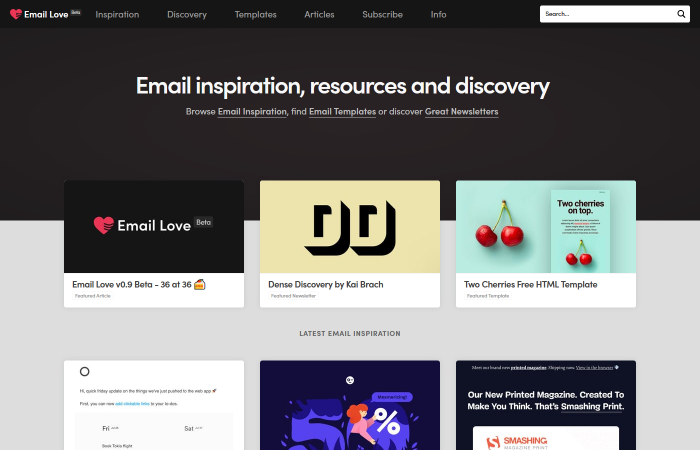 Email Love Beta Inspiration Discovery Templates Articles Subscribe Info Search...
Email inspiration, resources and discovery
Browse Email Inspiration, find Email Templates or discover Great Newsletters
Email Love Beta
Two cherries
on top.
Email Love v0.9 Beta - 36 at 36
Featured Article
Dense Discovery by Kai Brach
Featured Newsletter
Two Cherries Free HTML Template
Featured Template
LATEST EMAIL INSPIRATION
Hi, quick friday update on the things we've just pushed to the web app
First, you can now add clickable links to your to-dos.
Fri
Sat
Seek Tokio Right
Mesmerizing!
%
Meet our brand new printed magazine. Shipping now. View in the browser
Our New Printed Magazine. Created To
Make You Think. That's Smashing Print.
SMASHING
MAGAZINE PRINT